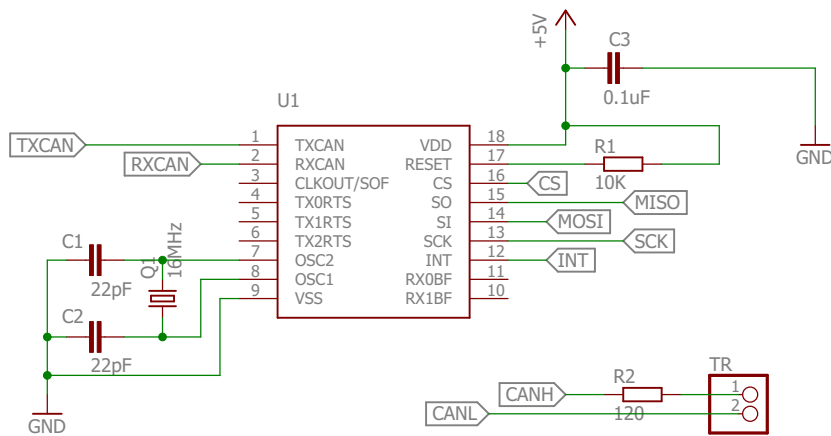 +5V
C3
0.1uF
GND
U1
TXCAN
RXCAN
1 TXCAN VDD 18
2 RXCAN RESET 17
3 CLKOUT/SOF CS 16
4 TX0RTS SO 15
5 TX1RTS SI 14
6 TX2RTS SCK 13
7 OSC2 INT 12
8 OSC1 RX0BF 11
9 VSS RX1BF 10
R1
10K
CS
MISO
MOSI
SCK
INT
C1
22pF
Q1
16MHz
C2
22pF
GND
TR
CANH
R2
120
1
CANL
2